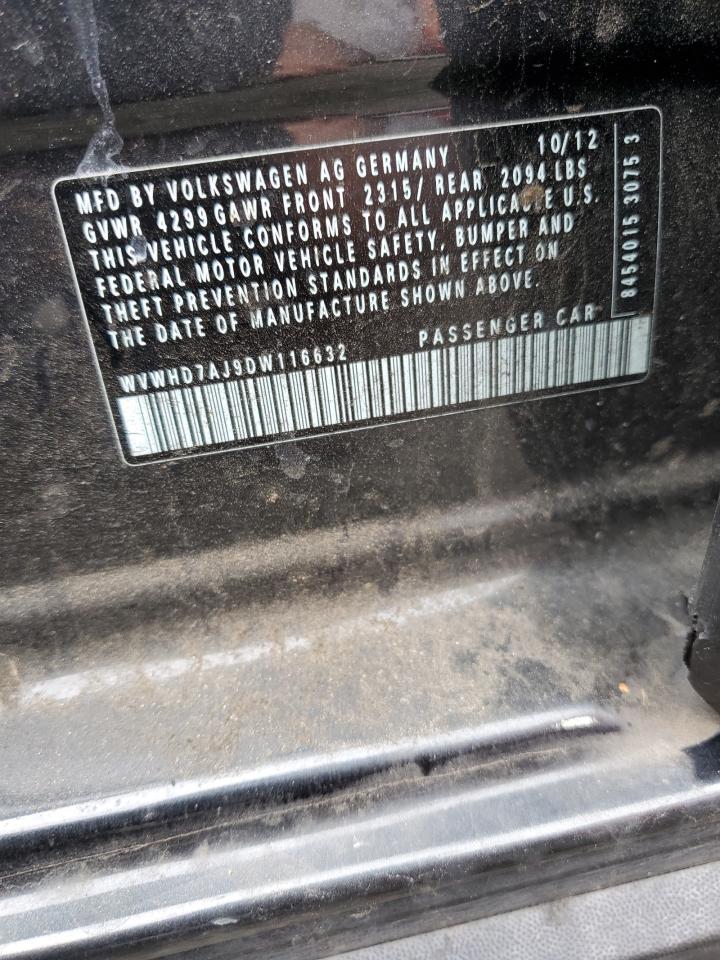 MFD BY VOLKSWAGEN AG GERMANY 10/12
GVWR 4299 GAWR FRONT 2315/ REAR 2094 LBS
THIS VEHICLE CONFORMS TO ALL APPLICABLE U.S.
FEDERAL MOTOR VEHICLE SAFETY, BUMPER AND
THEFT PREVENTION STANDARDS IN EFFECT ON
THE DATE OF MANUFACTURE SHOWN ABOVE.
WVWHD7AJ9DW116632 PASSENGER CAR
8454015 3075 3